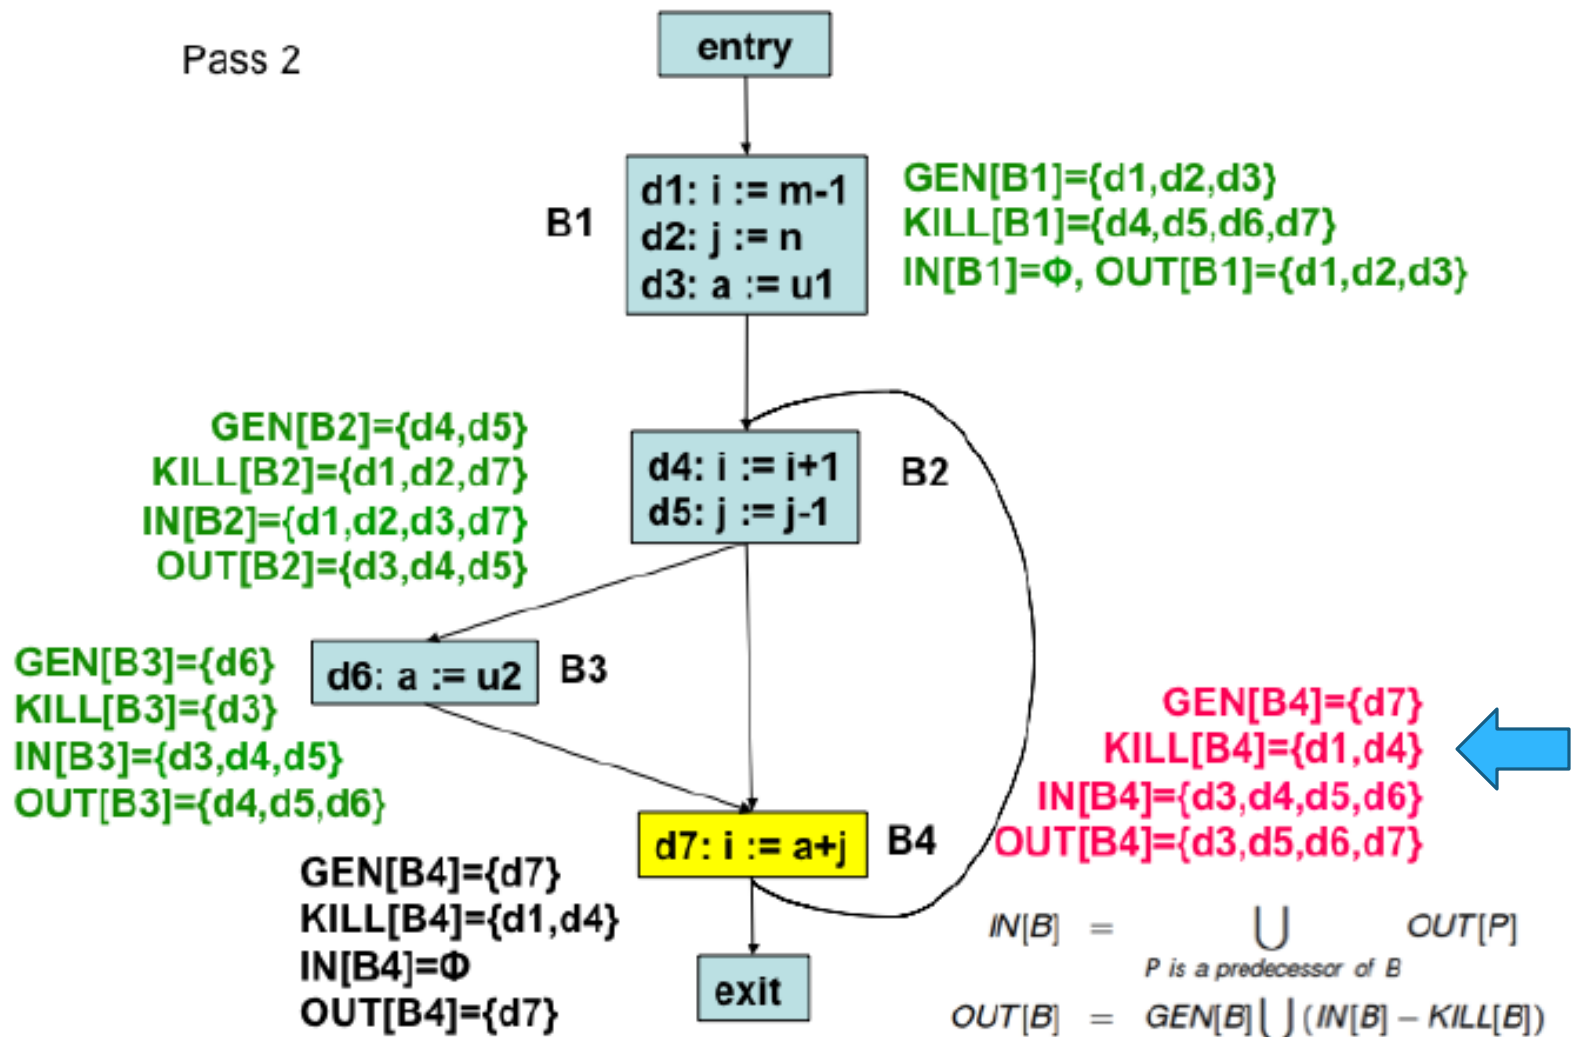 Pass 2
entry
B1
d1: i := m-1
d2: j := n
d3: a := u1
GEN[B1]={d1,d2,d3}
KILL[B1]={d4,d5,d6,d7}
IN[B1]=Φ, OUT[B1]={d1,d2,d3}
GEN[B2]={d4,d5}
KILL[B2]={d1,d2,d7}
IN[B2]={d1,d2,d3,d7}
OUT[B2]={d3,d4,d5}
d4: i := i+1
d5: j := j-1
B2
GEN[B3]={d6}
KILL[B3]={d3}
IN[B3]={d3,d4,d5}
OUT[B3]={d4,d5,d6}
d6: a := u2
B3
GEN[B4]={d7}
KILL[B4]={d1,d4}
IN[B4]={d3,d4,d5,d6}
OUT[B4]={d3,d5,d6,d7}
d7: i := a+j
B4
GEN[B4]={d7}
KILL[B4]={d1,d4}
IN[B4]=Φ
OUT[B4]={d7}
exit
IN[B] = ⋃ OUT[P]
P is a predecessor of B
OUT[B] = GEN[B] ⋃ (IN[B] − KILL[B])